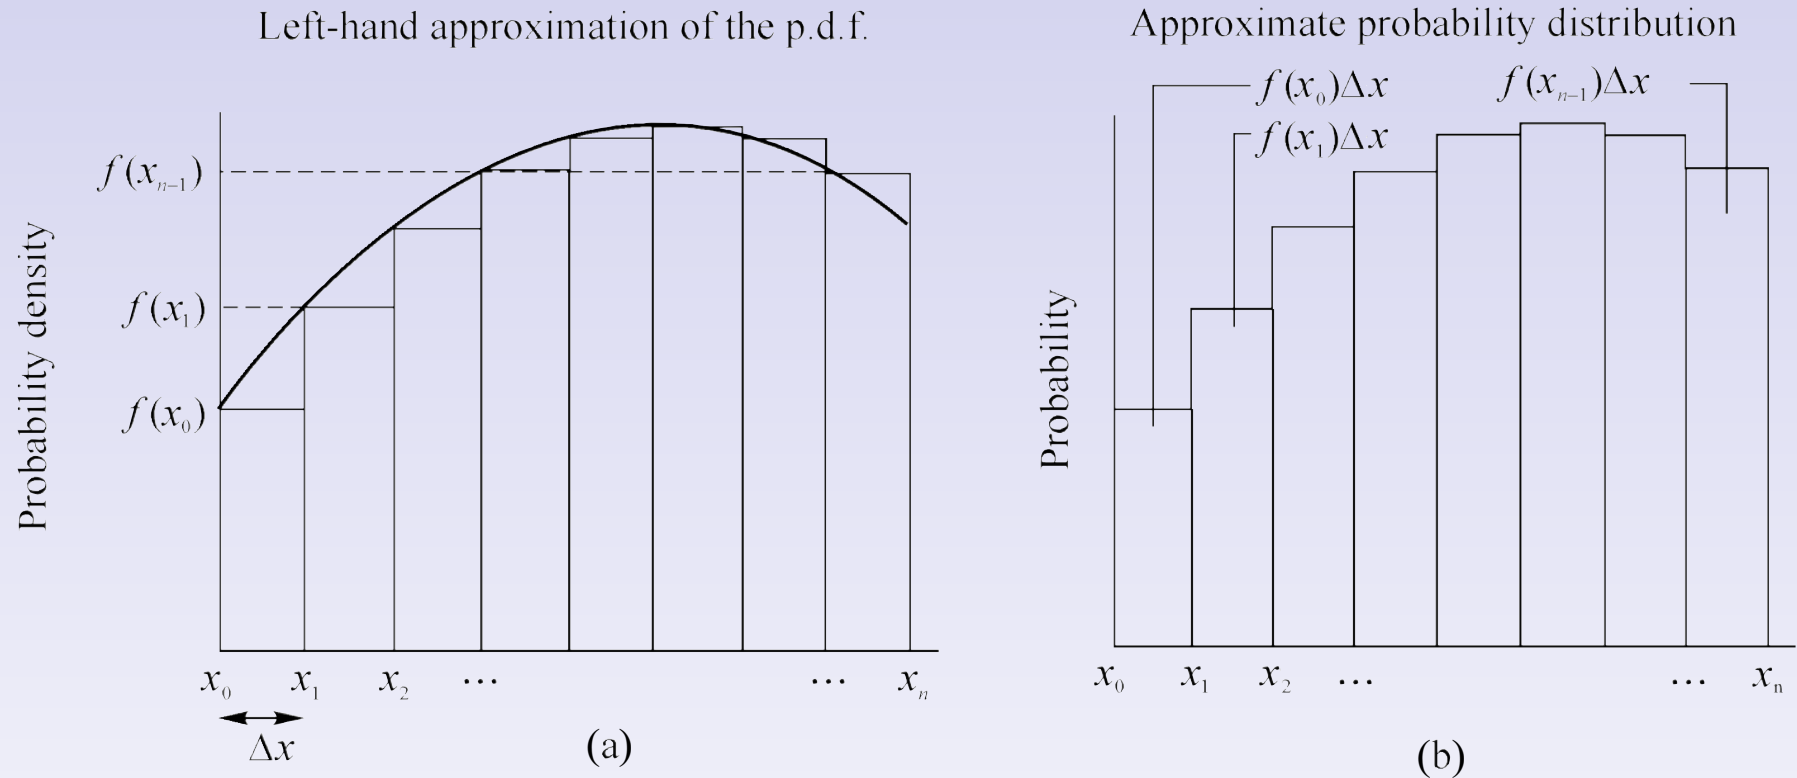 Left-hand approximation of the p.d.f.
Probability density
f(xₙ₋₁)
f(x₁)
f(x₀)
x₀ x₁ x₂ ... ... xₙ
Δx
(a)
Approximate probability distribution
f(x₀)Δx
f(xₙ₋₁)Δx
f(x₁)Δx
Probability
x₀ x₁ x₂ ... ... xₙ
(b)